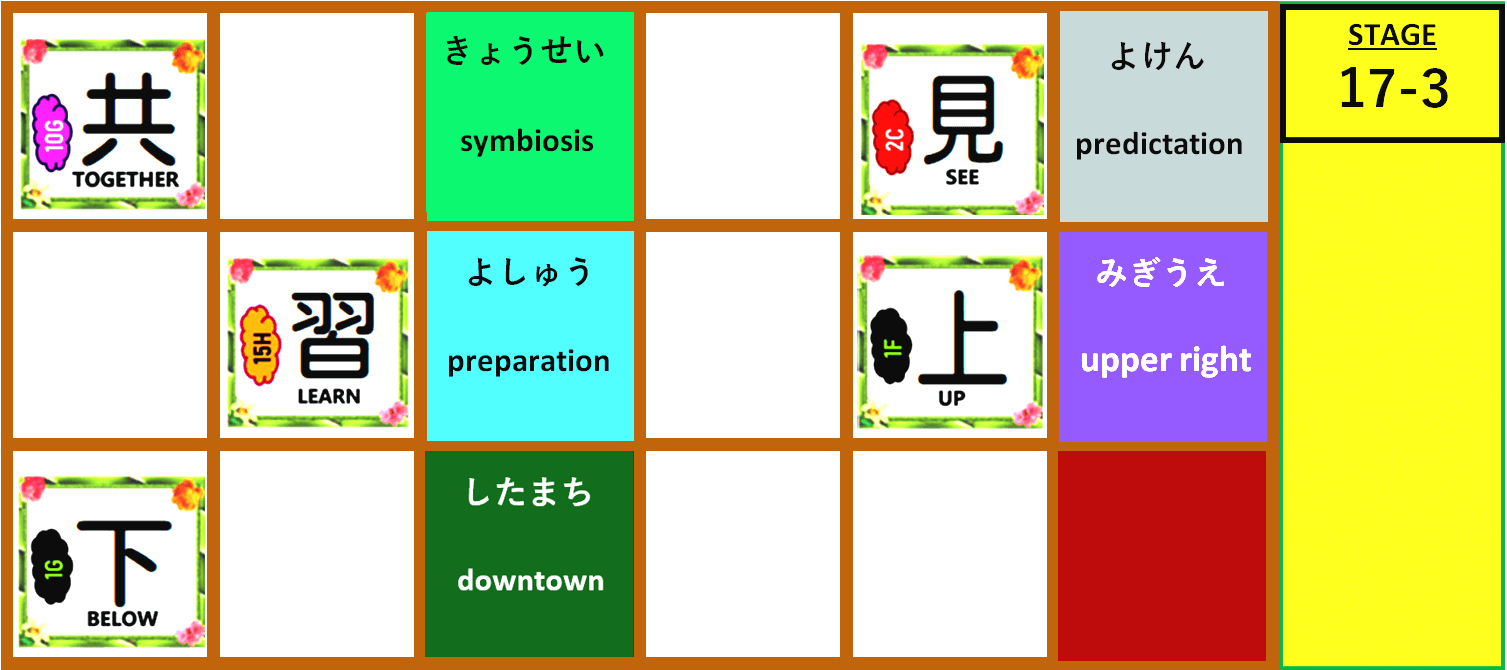 10G
共
TOGETHER
きょうせい
symbiosis
2C
見
SEE
よけん
predictation
STAGE
17-3
15H
習
LEARN
よしゅう
preparation
1F
上
UP
みぎうえ
upper right
1G
下
BELOW
したまち
downtown